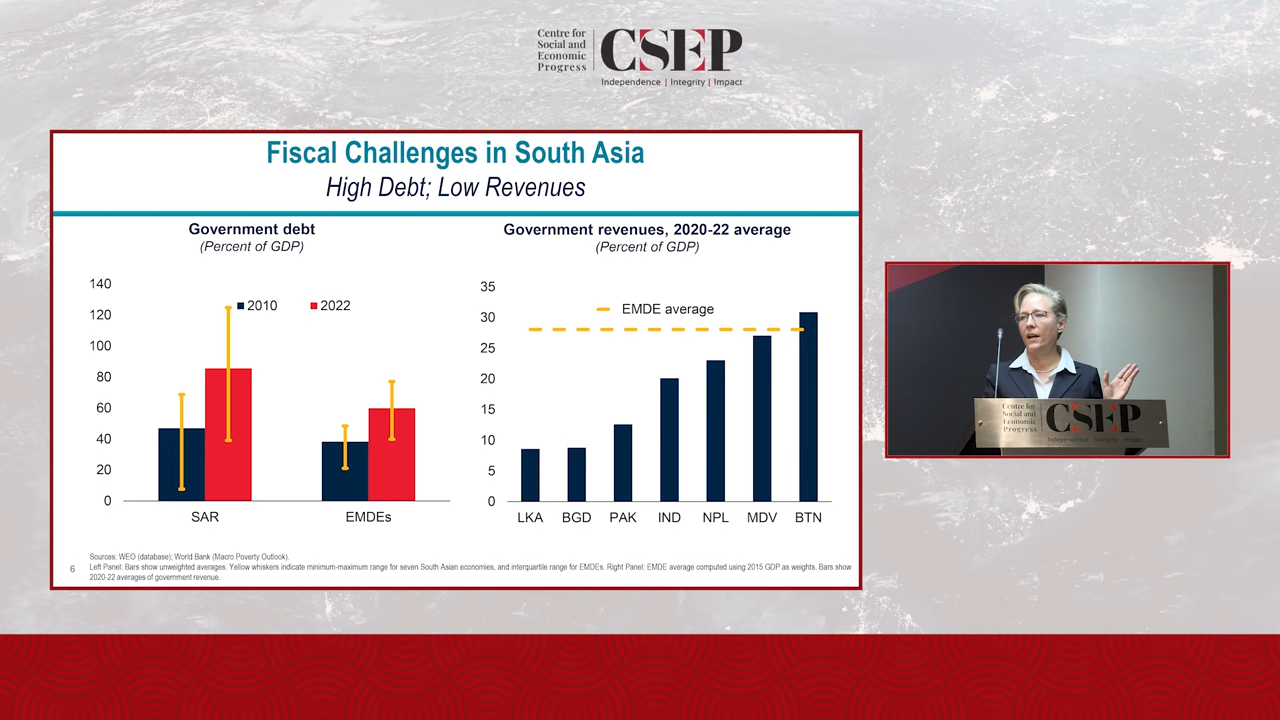 Centre for
Social and
Economic
Progress
CSEP
Independence | Integrity | Impact
Fiscal Challenges in South Asia
High Debt; Low Revenues
Government debt
(Percent of GDP)
140
120
100
80
60
40
20
0
2010
2022
SAR
EMDEs
Government revenues, 2020-22 average
(Percent of GDP)
35
30
25
20
15
10
5
0
EMDE average
LKA
BGD
PAK
IND
NPL
MDV
BTN
Sources: WEO (database); World Bank (Macro Poverty Outlook).
6
Left Panel: Bars show unweighted averages. Yellow whiskers indicate minimum-maximum range for seven South Asian economies, and interquartile range for EMDEs. Right Panel: EMDE average computed using 2015 GDP as weights. Bars show
2020-22 averages of government revenue.
Centre for
Social and
Economic
Progress
CSEP
Independence Integrity Impact